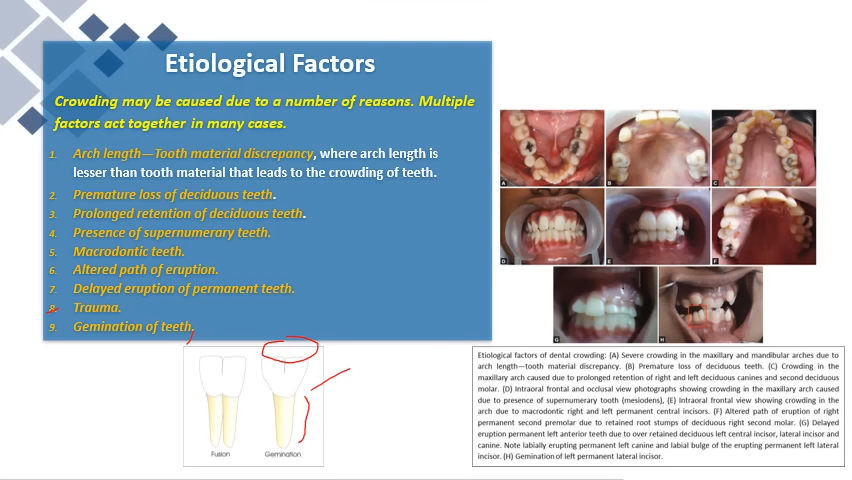 Etiological Factors
Crowding may be caused due to a number of reasons. Multiple
factors act together in many cases.
1. Arch length—Tooth material discrepancy, where arch length is
lesser than tooth material that leads to the crowding of teeth.
2. Premature loss of deciduous teeth.
3. Prolonged retention of deciduous teeth.
4. Presence of supernumerary teeth.
5. Macrodontic teeth.
6. Altered path of eruption.
7. Delayed eruption of permanent teeth.
8. Trauma.
9. Gemination of teeth.
A
B
C
D
E
F
G
H
Fusion
Gemination
Etiological factors of dental crowding: (A) Severe crowding in the maxillary and mandibular arches due to
arch length—tooth material discrepancy. (B) Premature loss of deciduous teeth. (C) Crowding in the
maxillary arch caused due to prolonged retention of right and left deciduous canines and second deciduous
molar. (D) Intraoral frontal and occlusal view photographs showing crowding in the maxillary arch caused
due to presence of supernumerary tooth (mesiodens), (E) Intraoral frontal view showing crowding in the
arch due to macrodontic right and left permanent central incisors. (F) Altered path of eruption of right
permanent second premolar due to retained root stumps of deciduous right second molar. (G) Delayed
eruption permanent left anterior teeth due to over retained deciduous left central incisor, lateral incisor and
canine. Note labially erupting permanent left canine and labial bulge of the erupting permanent left lateral
incisor. (H) Gemination of left permanent lateral incisor.